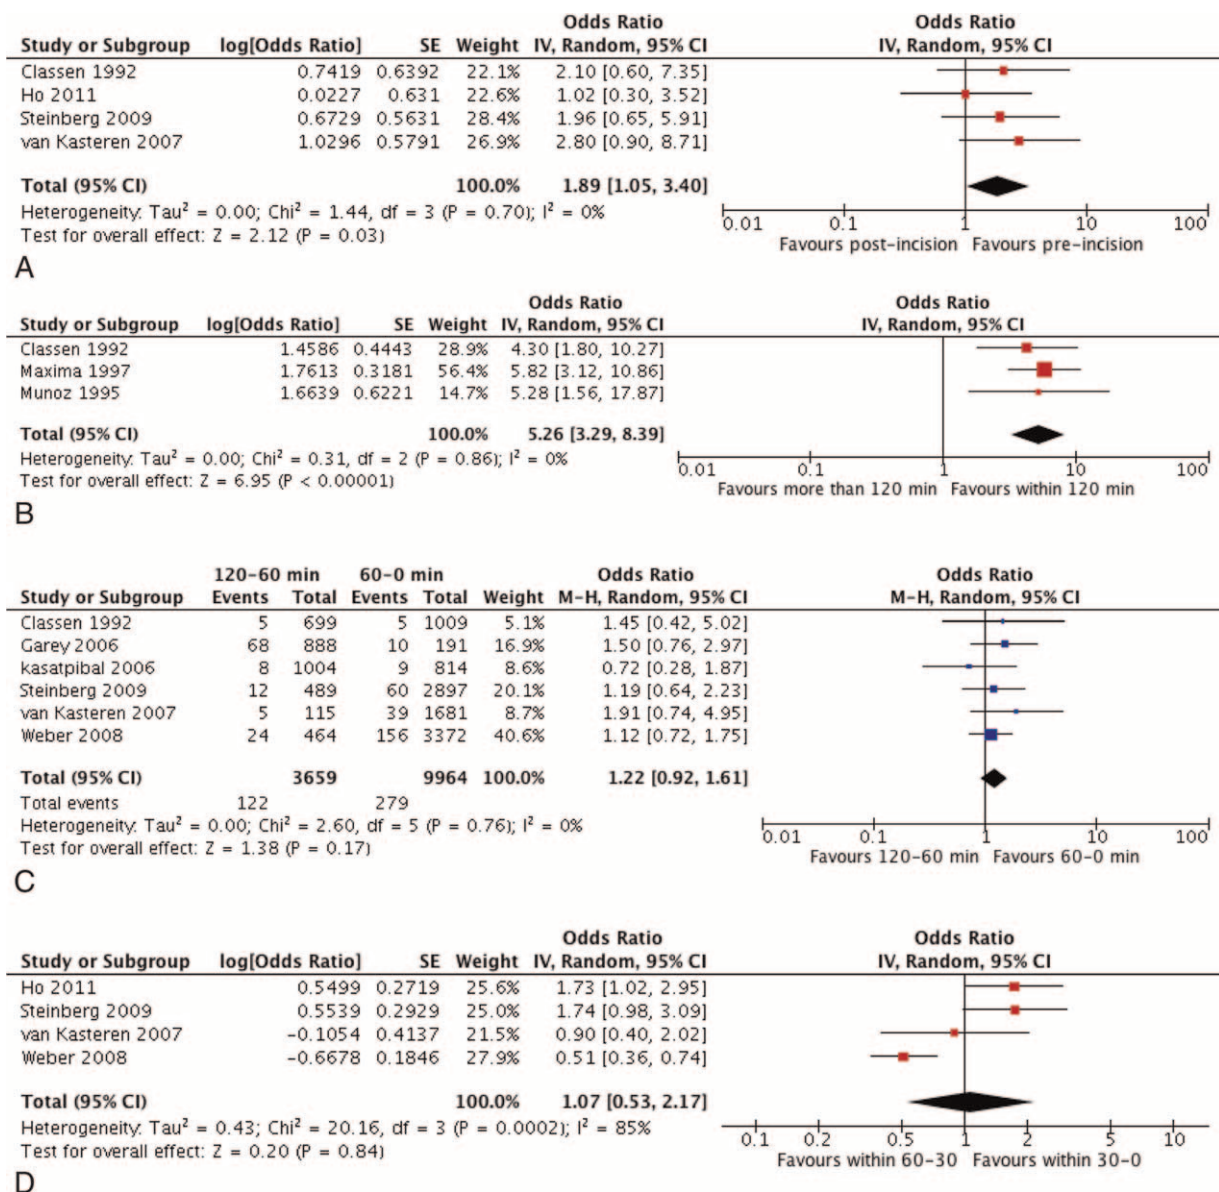 Odds Ratio Odds Ratio
Study or Subgroup log[Odds Ratio] SE Weight IV, Random, 95% CI IV, Random, 95% CI
Classen 1992 0.7419 0.6392 22.1% 2.10 [0.60, 7.35]
Ho 2011 0.0227 0.631 22.6% 1.02 [0.30, 3.52]
Steinberg 2009 0.6729 0.5631 28.4% 1.96 [0.65, 5.91]
van Kasteren 2007 1.0296 0.5791 26.9% 2.80 [0.90, 8.71]
Total (95% CI) 100.0% 1.89 [1.05, 3.40]
Heterogeneity: Tau² = 0.00; Chi² = 1.44, df = 3 (P = 0.70); I² = 0%
Test for overall effect: Z = 2.12 (P = 0.03)
0.01 0.1 1 10 100
Favours post-incision Favours pre-incision
A
Odds Ratio Odds Ratio
Study or Subgroup log[Odds Ratio] SE Weight IV, Random, 95% CI IV, Random, 95% CI
Classen 1992 1.4586 0.4443 28.9% 4.30 [1.80, 10.27]
Maxima 1997 1.7613 0.3181 56.4% 5.82 [3.12, 10.86]
Munoz 1995 1.6639 0.6221 14.7% 5.28 [1.56, 17.87]
Total (95% CI) 100.0% 5.26 [3.29, 8.39]
Heterogeneity: Tau² = 0.00; Chi² = 0.31, df = 2 (P = 0.86); I² = 0%
Test for overall effect: Z = 6.95 (P < 0.00001)
0.01 0.1 1 10 100
Favours more than 120 min Favours within 120 min
B
120-60 min 60-0 min Odds Ratio Odds Ratio
Study or Subgroup Events Total Events Total Weight M-H, Random, 95% CI M-H, Random, 95% CI
Classen 1992 5 699 5 1009 5.1% 1.45 [0.42, 5.02]
Garey 2006 68 888 10 191 16.9% 1.50 [0.76, 2.97]
kasatpibal 2006 8 1004 9 814 8.6% 0.72 [0.28, 1.87]
Steinberg 2009 12 489 60 2897 20.1% 1.19 [0.64, 2.23]
van Kasteren 2007 5 115 39 1681 8.7% 1.91 [0.74, 4.95]
Weber 2008 24 464 156 3372 40.6% 1.12 [0.72, 1.75]
Total (95% CI) 3659 9964 100.0% 1.22 [0.92, 1.61]
Total events 122 279
Heterogeneity: Tau² = 0.00; Chi² = 2.60, df = 5 (P = 0.76); I² = 0%
Test for overall effect: Z = 1.38 (P = 0.17)
0.01 0.1 1 10 100
Favours 120-60 min Favours 60-0 min
C
Odds Ratio Odds Ratio
Study or Subgroup log[Odds Ratio] SE Weight IV, Random, 95% CI IV, Random, 95% CI
Ho 2011 0.5499 0.2719 25.6% 1.73 [1.02, 2.95]
Steinberg 2009 0.5539 0.2929 25.0% 1.74 [0.98, 3.09]
van Kasteren 2007 -0.1054 0.4137 21.5% 0.90 [0.40, 2.02]
Weber 2008 -0.6678 0.1846 27.9% 0.51 [0.36, 0.74]
Total (95% CI) 100.0% 1.07 [0.53, 2.17]
Heterogeneity: Tau² = 0.43; Chi² = 20.16, df = 3 (P = 0.0002); I² = 85%
Test for overall effect: Z = 0.20 (P = 0.84)
0.1 0.2 0.5 1 2 5 10
Favours within 60-30 Favours within 30-0
D